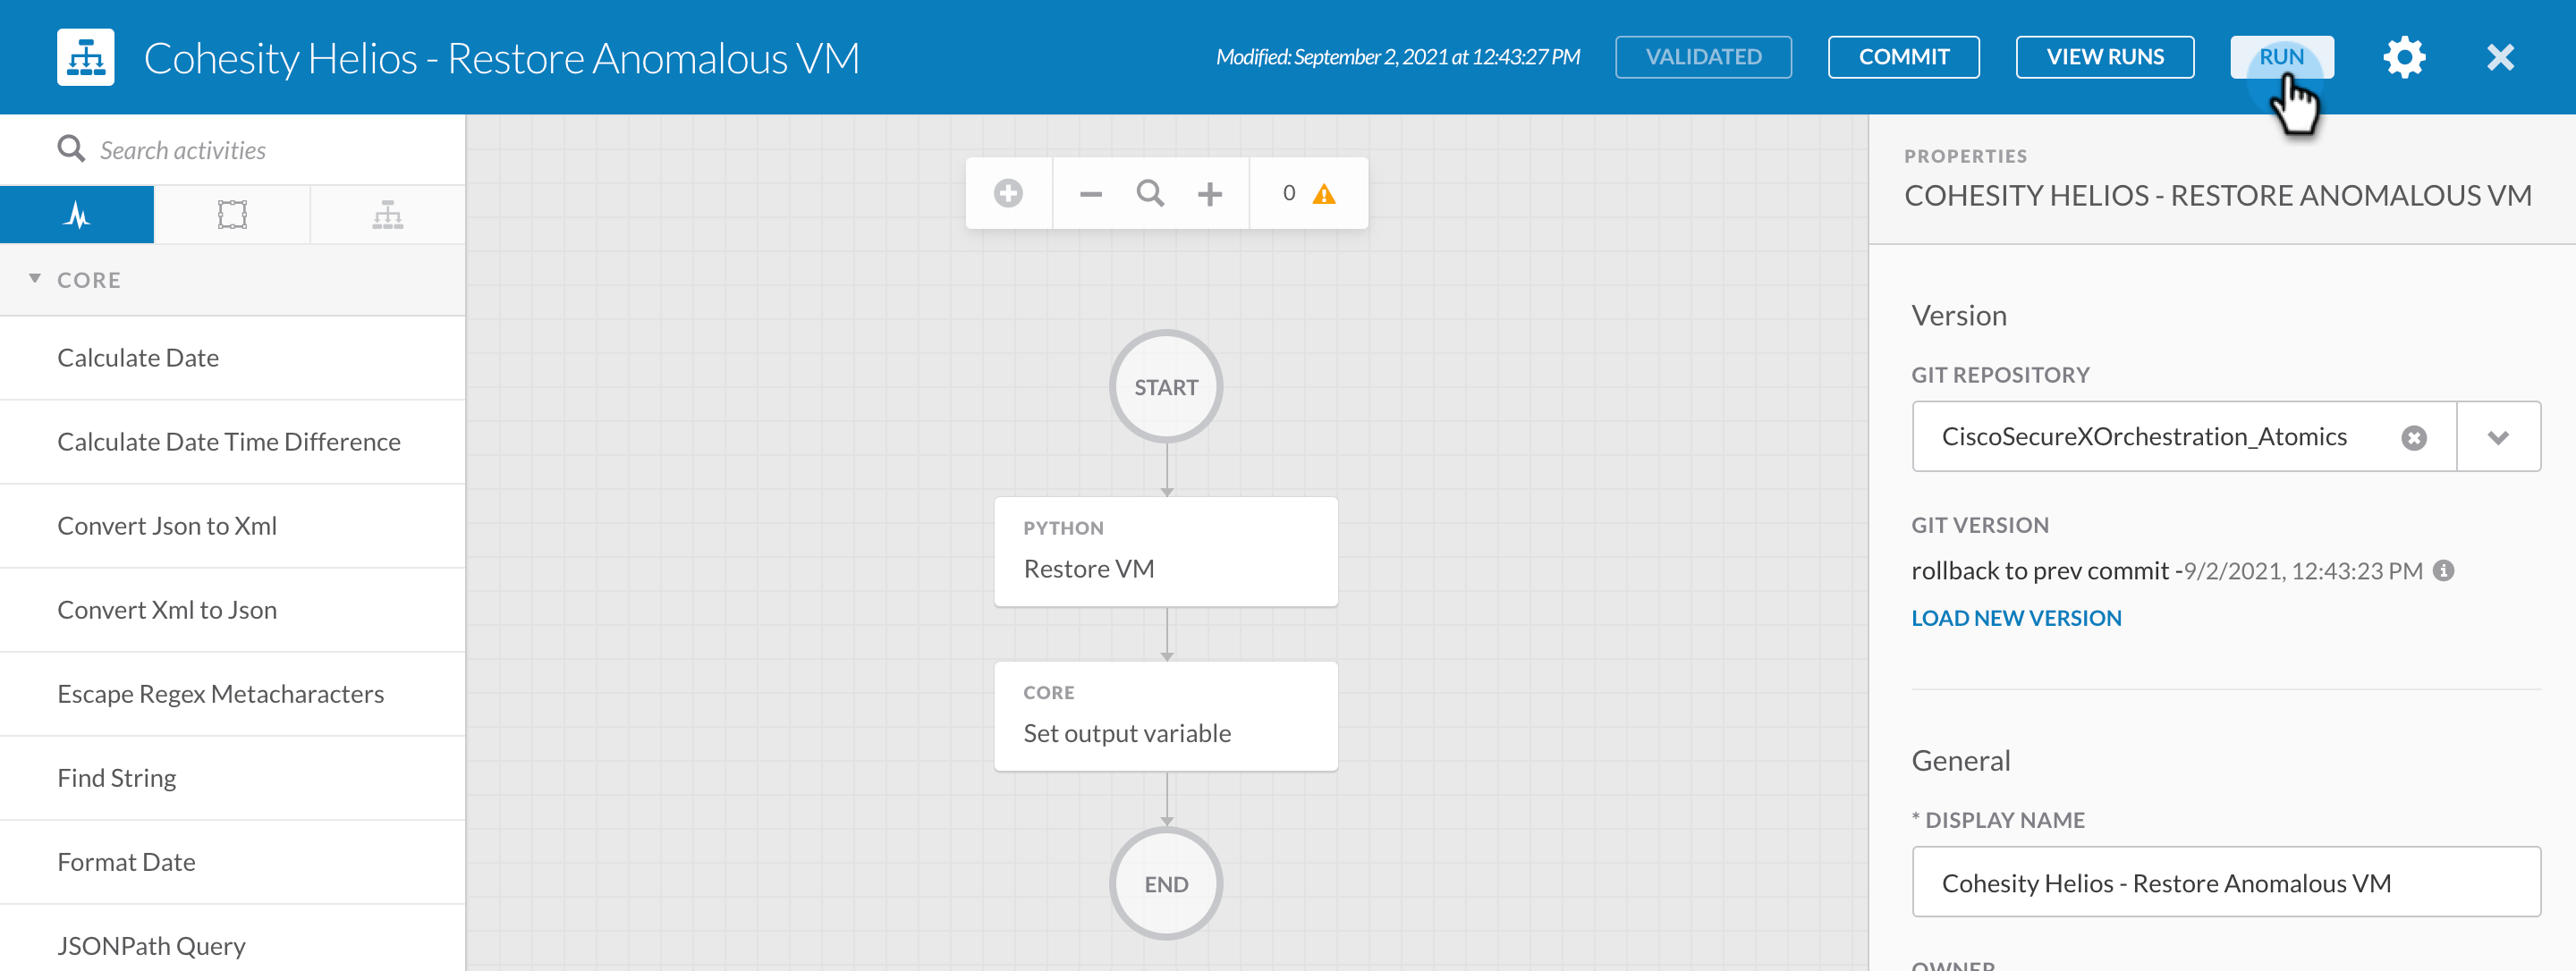 Cohesity Helios - Restore Anomalous VM
Modified: September 2, 2021 at 12:43:27 PM
VALIDATED
COMMIT
VIEW RUNS
RUN
Search activities
CORE
Calculate Date
Calculate Date Time Difference
Convert Json to Xml
Convert Xml to Json
Escape Regex Metacharacters
Find String
Format Date
JSONPath Query
0
START
PYTHON
Restore VM
CORE
Set output variable
END
PROPERTIES
COHESITY HELIOS - RESTORE ANOMALOUS VM
Version
GIT REPOSITORY
CiscoSecureXOrchestration_Atomics
GIT VERSION
rollback to prev commit -9/2/2021, 12:43:23 PM
LOAD NEW VERSION
General
* DISPLAY NAME
Cohesity Helios - Restore Anomalous VM
OWNER